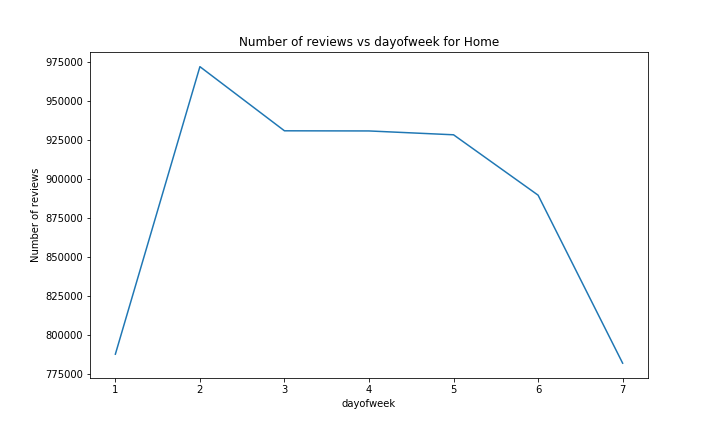 Number of reviews vs dayofweek for Home
975000
950000
925000
900000
875000
850000
825000
800000
775000
Number of reviews
1 2 3 4 5 6 7
dayofweek